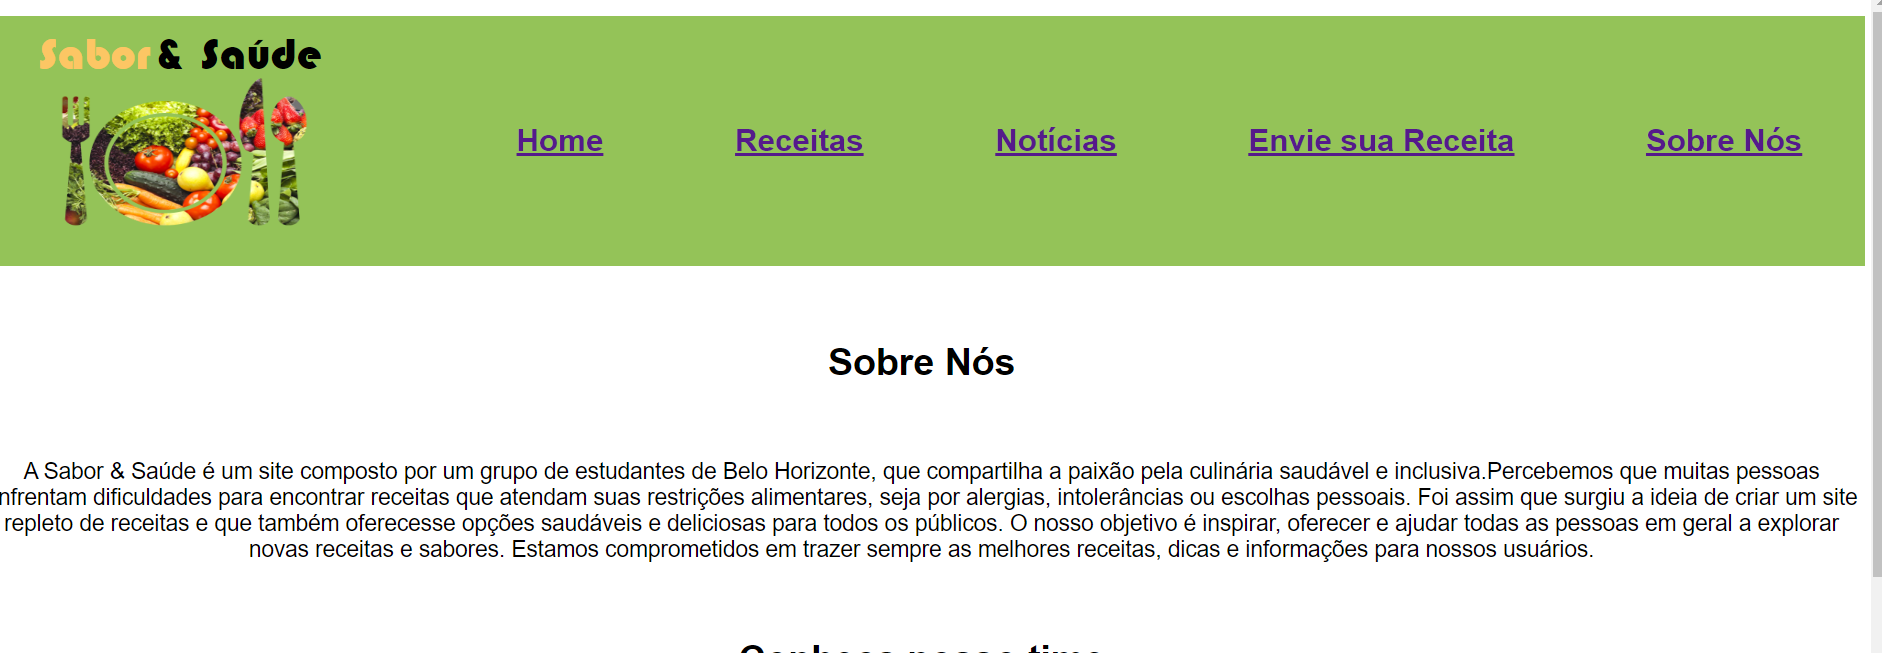 Sabor & Saúde
Home Receitas Notícias Envie sua Receita Sobre Nós
Sobre Nós
A Sabor & Saúde é um site composto por um grupo de estudantes de Belo Horizonte, que compartilha a paixão pela culinária saudável e inclusiva.Percebemos que muitas pessoas
nfrentam dificuldades para encontrar receitas que atendam suas restrições alimentares, seja por alergias, intolerâncias ou escolhas pessoais. Foi assim que surgiu a ideia de criar um site
repleto de receitas e que também oferecesse opções saudáveis e deliciosas para todos os públicos. O nosso objetivo é inspirar, oferecer e ajudar todas as pessoas em geral a explorar
novas receitas e sabores. Estamos comprometidos em trazer sempre as melhores receitas, dicas e informações para nossos usuários.
Conheça nosso time